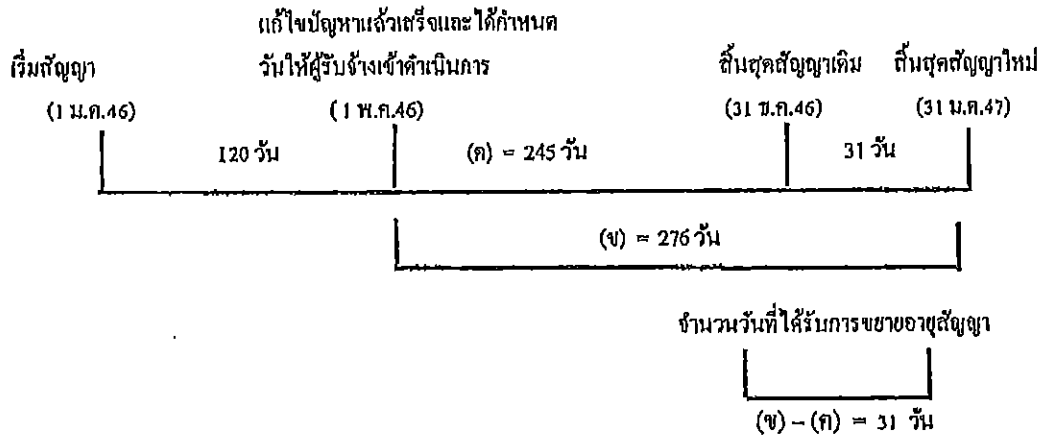 แก้ไขปัญหาแล้วเสร็จและได้กำหนด
เริ่มสัญญา วันให้ผู้รับจ้างเข้าดำเนินการ สิ้นสุดสัญญาเดิม สิ้นสุดสัญญาใหม่
(1 ม.ค.46) (1 พ.ค.46) (31 ธ.ค.46) (31 ม.ค.47)
120 วัน (ค) = 245 วัน 31 วัน
(ข) = 276 วัน
จำนวนวันที่ได้รับการขยายอายุสัญญา
(ข) – (ค) = 31 วัน